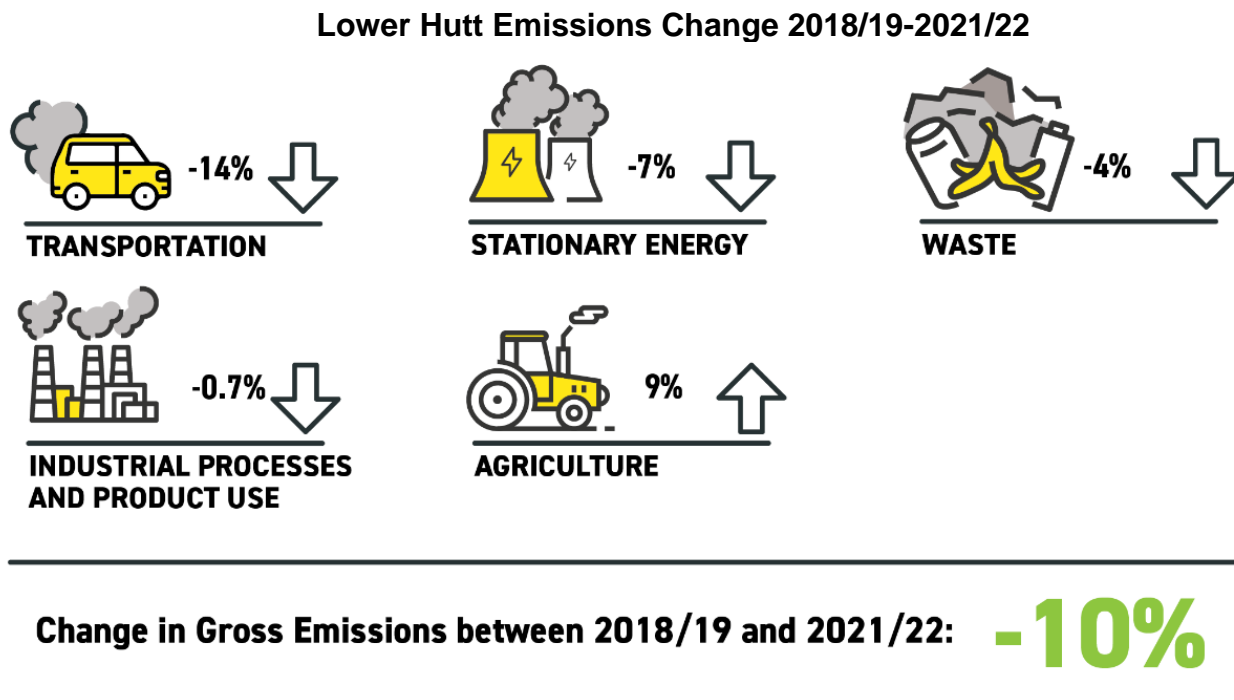 Lower Hutt Emissions Change 2018/19-2021/22
-14%
TRANSPORTATION
-7%
STATIONARY ENERGY
-4%
WASTE
-0.7%
INDUSTRIAL PROCESSES
AND PRODUCT USE
9%
AGRICULTURE
Change in Gross Emissions between 2018/19 and 2021/22: -10%